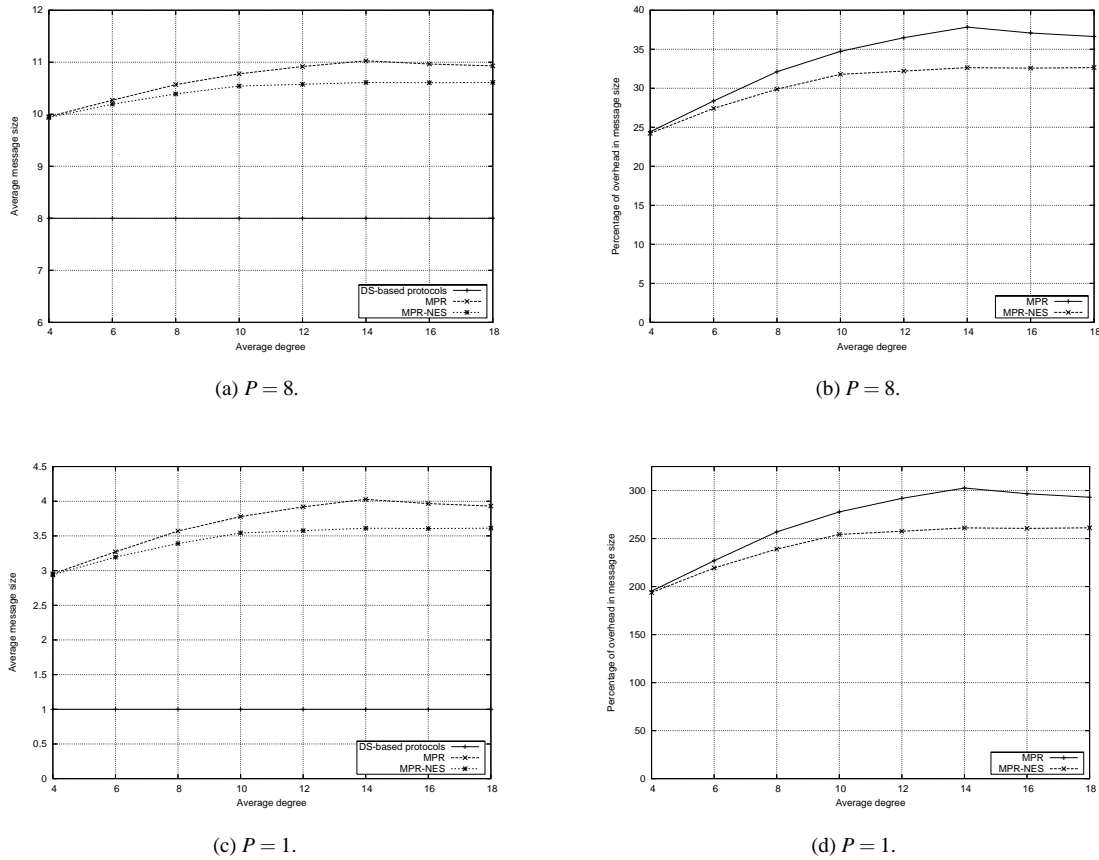 12
11
10
9
8
7
6
Average message size
4 6 8 10 12 14 16 18
Average degree
DS-based protocols
MPR
MPR-NES
(a) P = 8.
40
35
30
25
20
15
10
5
0
Percentage of overhead in message size
4 6 8 10 12 14 16 18
Average degree
MPR
MPR-NES
(b) P = 8.
4.5
4
3.5
3
2.5
2
1.5
1
0.5
0
Average message size
4 6 8 10 12 14 16 18
Average degree
DS-based protocols
MPR
MPR-NES
(c) P = 1.
300
250
200
150
100
50
0
Percentage of overhead in message size
4 6 8 10 12 14 16 18
Average degree
MPR
MPR-NES
(d) P = 1.